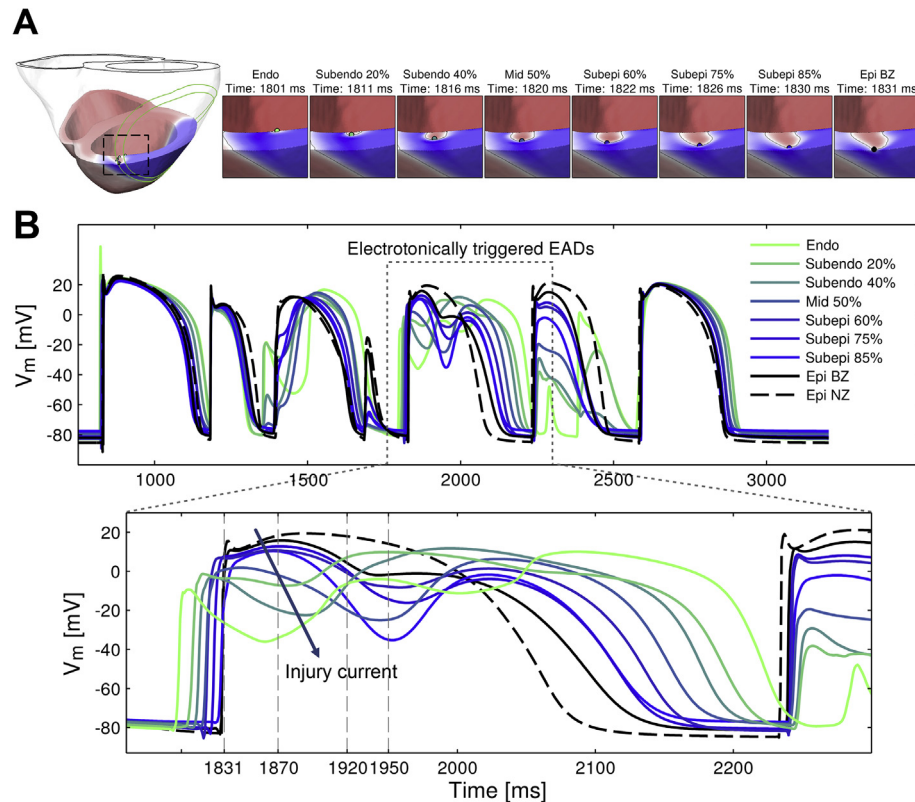 A
Endo
Time: 1801 ms
Subendo 20%
Time: 1811 ms
Subendo 40%
Time: 1816 ms
Mid 50%
Time: 1820 ms
Subepi 60%
Time: 1822 ms
Subepi 75%
Time: 1826 ms
Subepi 85%
Time: 1830 ms
Epi BZ
Time: 1831 ms
B
Electrotonically triggered EADs
Endo
Subendo 20%
Subendo 40%
Mid 50%
Subepi 60%
Subepi 75%
Subepi 85%
Epi BZ
Epi NZ
Vm [mV]
20
0
-20
-40
-60
-80
1000
1500
2000
2500
3000
Vm [mV]
20
0
-20
-40
-60
-80
Injury current
1831
1870
1920
1950
2000
2100
2200
Time [ms]